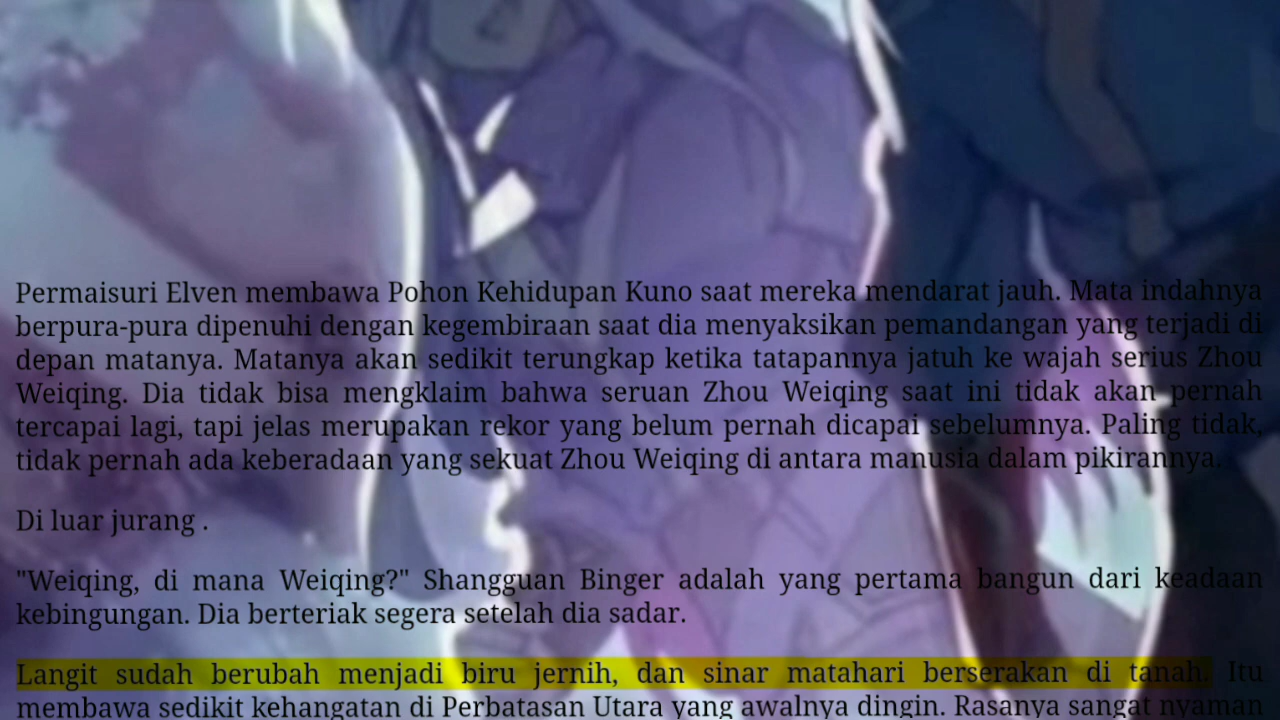 Permaisuri Elven membawa Pohon Kehidupan Kuno saat mereka mendarat jauh. Mata indahnya
berpura-pura dipenuhi dengan kegembiraan saat dia menyaksikan pemandangan yang terjadi di
depan matanya. Matanya akan sedikit terungkap ketika tatapannya jatuh ke wajah serius Zhou
Weiqing. Dia tidak bisa mengklaim bahwa seruan Zhou Weiqing saat ini tidak akan pernah
tercapai lagi, tapi jelas merupakan rekor yang belum pernah dicapai sebelumnya. Paling tidak,
tidak pernah ada keberadaan yang sekuat Zhou Weiqing di antara manusia dalam pikirannya.
Di luar jurang .
"Weiqing, di mana Weiqing?" Shangguan Binger adalah yang pertama bangun dari keadaan
kebingungan. Dia berteriak segera setelah dia sadar.
Langit sudah berubah menjadi biru jernih, dan sinar matahari berserakan di tanah. Itu
membawa sedikit kehangatan di Perbatasan Utara yang awalnya dingin. Rasanya sangat nyaman